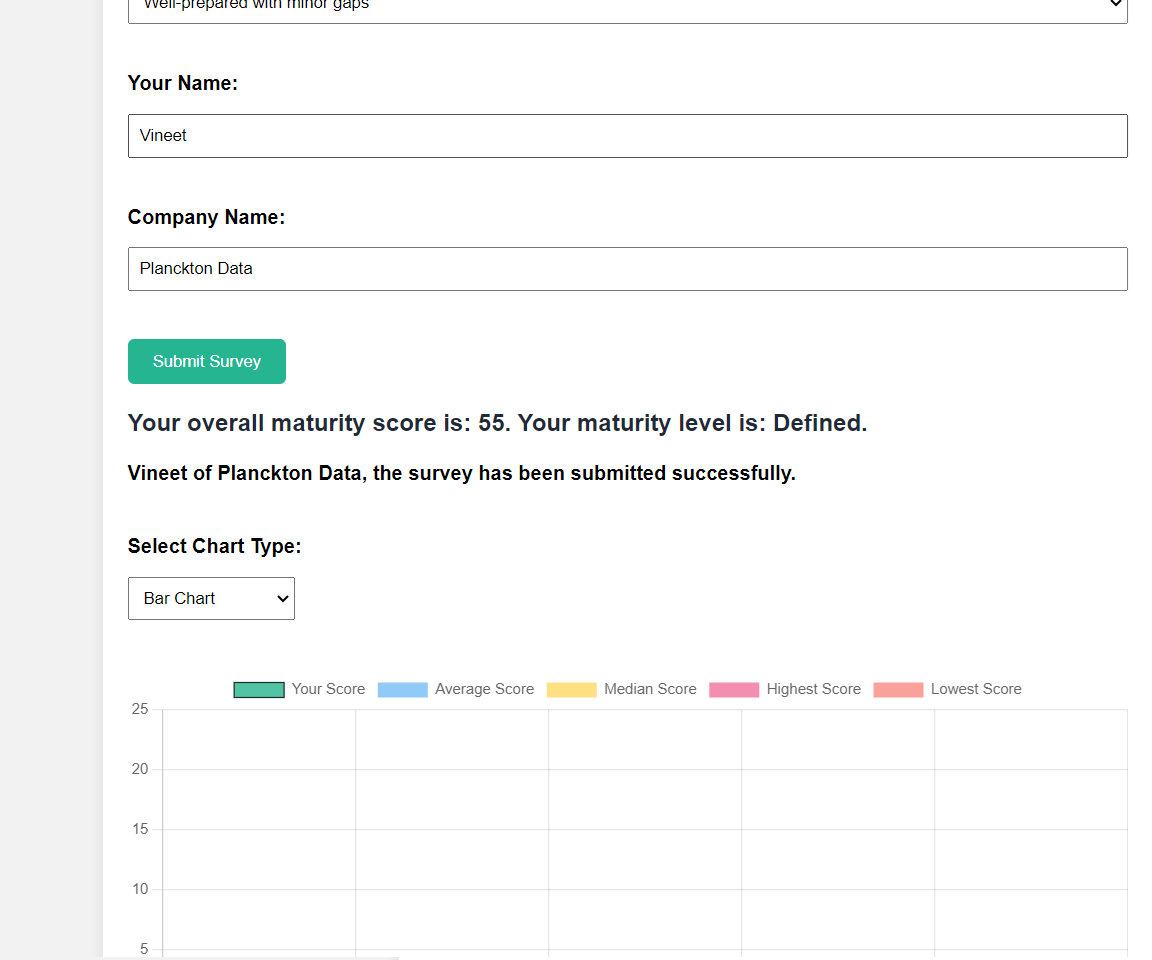 Well-prepared with minor gaps
Your Name:
Vineet
Company Name:
Planckton Data
Submit Survey
Your overall maturity score is: 55. Your maturity level is: Defined.
Vineet of Planckton Data, the survey has been submitted successfully.
Select Chart Type:
Bar Chart
Your Score Average Score Median Score Highest Score Lowest Score
25
20
15
10
5